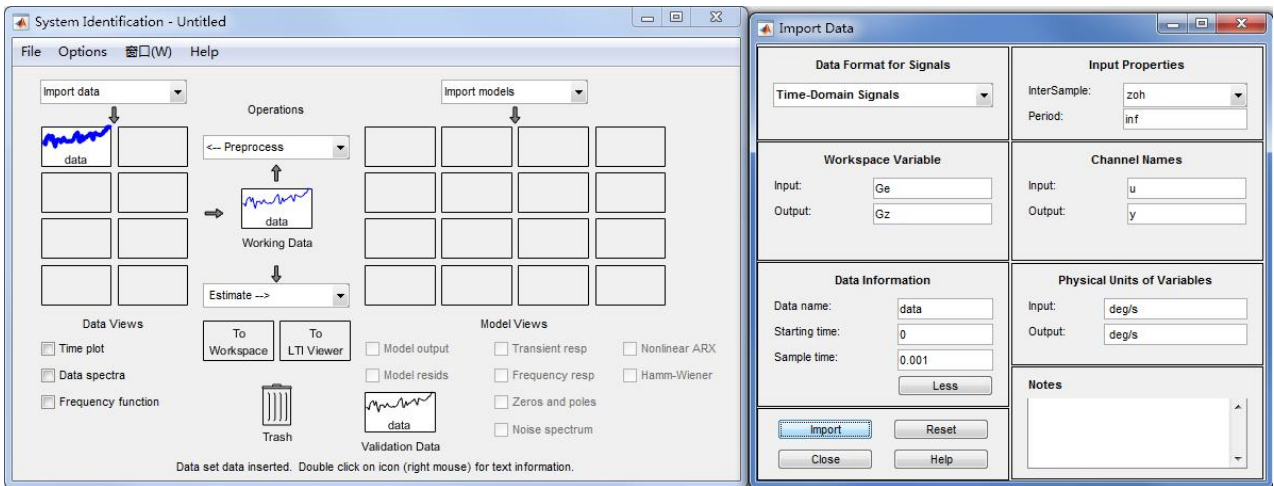 System Identification - Untitled
File Options 窗口(W) Help
Import data
Operations
Import models
data
<-- Preprocess
data
Working Data
Estimate -->
Data Views
Time plot
Data spectra
Frequency function
To
Workspace
To
LTI Viewer
Trash
Model Views
Model output
Transient resp
Nonlinear ARX
Model resids
Frequency resp
Hamm-Wiener
Zeros and poles
Noise spectrum
data
Validation Data
Data set data inserted. Double click on icon (right mouse) for text information.
Import Data
Data Format for Signals
Time-Domain Signals
Input Properties
InterSample: zoh
Period: inf
Workspace Variable
Input: Ge
Output: Gz
Channel Names
Input: u
Output: y
Data Information
Data name: data
Starting time: 0
Sample time: 0.001
Less
Physical Units of Variables
Input: deg/s
Output: deg/s
Notes
Import Reset
Close Help